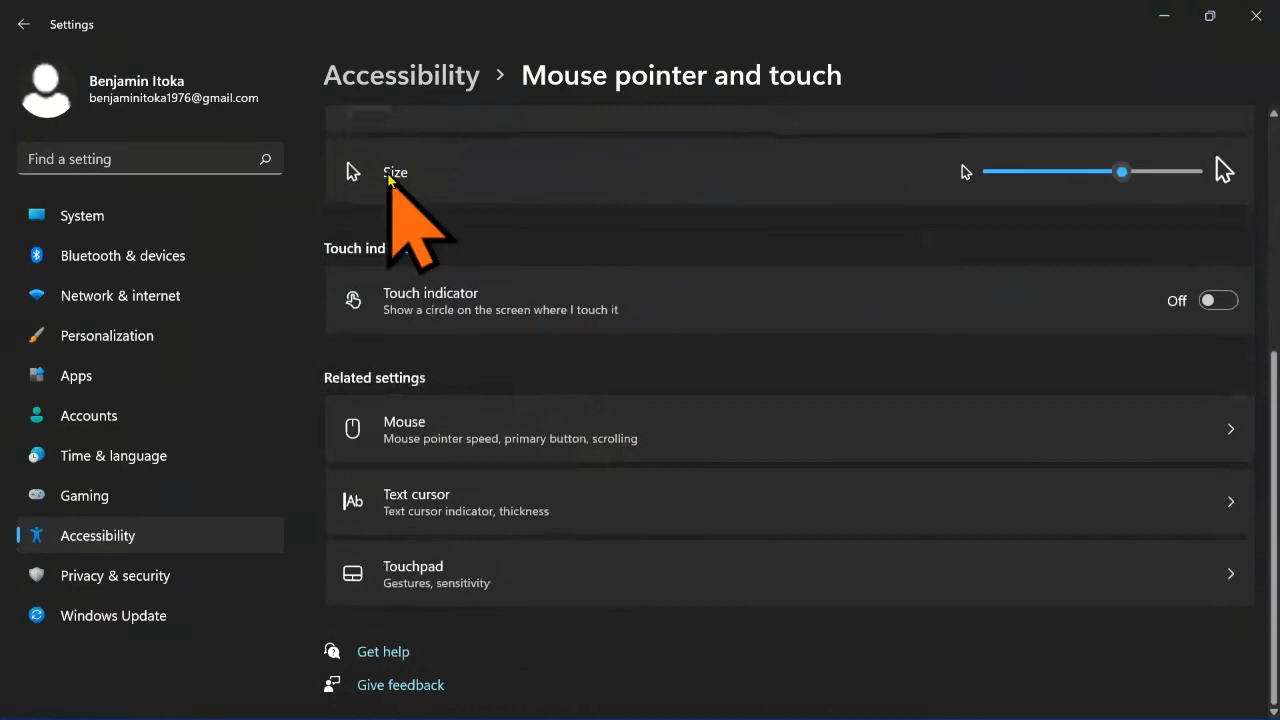 Settings
Benjamin Itoka
benjaminitoka1976@gmail.com
Find a setting
System
Bluetooth & devices
Network & internet
Personalization
Apps
Accounts
Time & language
Gaming
Accessibility
Privacy & security
Windows Update
Accessibility > Mouse pointer and touch
Size
Touch
Touch indicator
Show a circle on the screen where I touch it
Off
Related settings
Mouse
Mouse pointer speed, primary button, scrolling
Ab
Text cursor
Text cursor indicator, thickness
Touchpad
Gestures, sensitivity
Get help
Give feedback